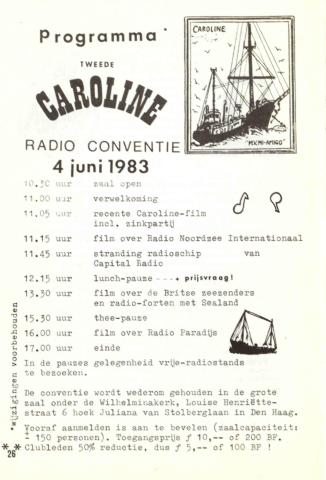 Programma*
TWEEDE
CAROLINE
RADIO CONVENTIE
4 juni 1983
CAROLINE
"MV.MI-AMIGO"
10.30 uur zaal open
11.00 uur verwelkoming
11.05 uur recente Caroline-film
incl. zinkpartij
11.15 uur film over Radio Noordzee Internationaal
11.45 uur stranding radioschip van
Capital Radio
12.15 uur lunch-pauze ---→ prijsvraag!
13.30 uur film over de Britse zeezenders
en radio-forten met Sealand
15.30 uur thee-pauze
16.00 uur film over Radio Paradijs
17.00 uur einde
In de pauzes gelegenheid vrije-radiostands
te bezoeken.
De conventie wordt wederom gehouden in de grote
zaal onder de Wilhelminakerk, Louise Henriëtte-
straat 6 hoek Juliana van Stolberglaan in Den Haag.
Vooraf aanmelden is aan te bevelen (zaalcapaciteit:
± 150 personen). Toegangsprijs ƒ 10,-- of 200 BF.
** Clubleden 50% reductie, dus ƒ 5,-- of 100 BF !
26
*wijzigingen voorbehouden